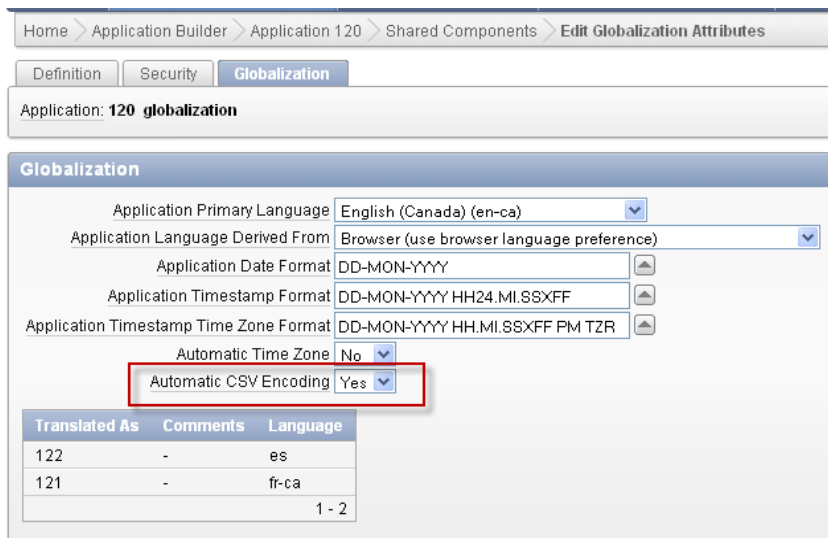 Home > Application Builder > Application 120 > Shared Components > Edit Globalization Attributes
Definition Security Globalization
Application: 120 globalization
Globalization
Application Primary Language English (Canada) (en-ca)
Application Language Derived From Browser (use browser language preference)
Application Date Format DD-MON-YYYY
Application Timestamp Format DD-MON-YYYY HH24.MI.SSXFF
Application Timestamp Time Zone Format DD-MON-YYYY HH.MI.SSXFF PM TZR
Automatic Time Zone No
Automatic CSV Encoding Yes
Translated As Comments Language
122 - es
121 - fr-ca
1 - 2